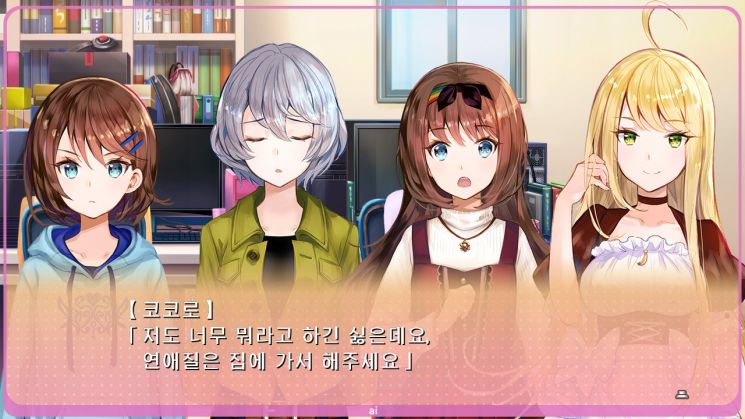 【코코로】
「저도 너무 뭐라고 하긴 싫은데요,
연애질은 집에 가서 해주세요」
ai